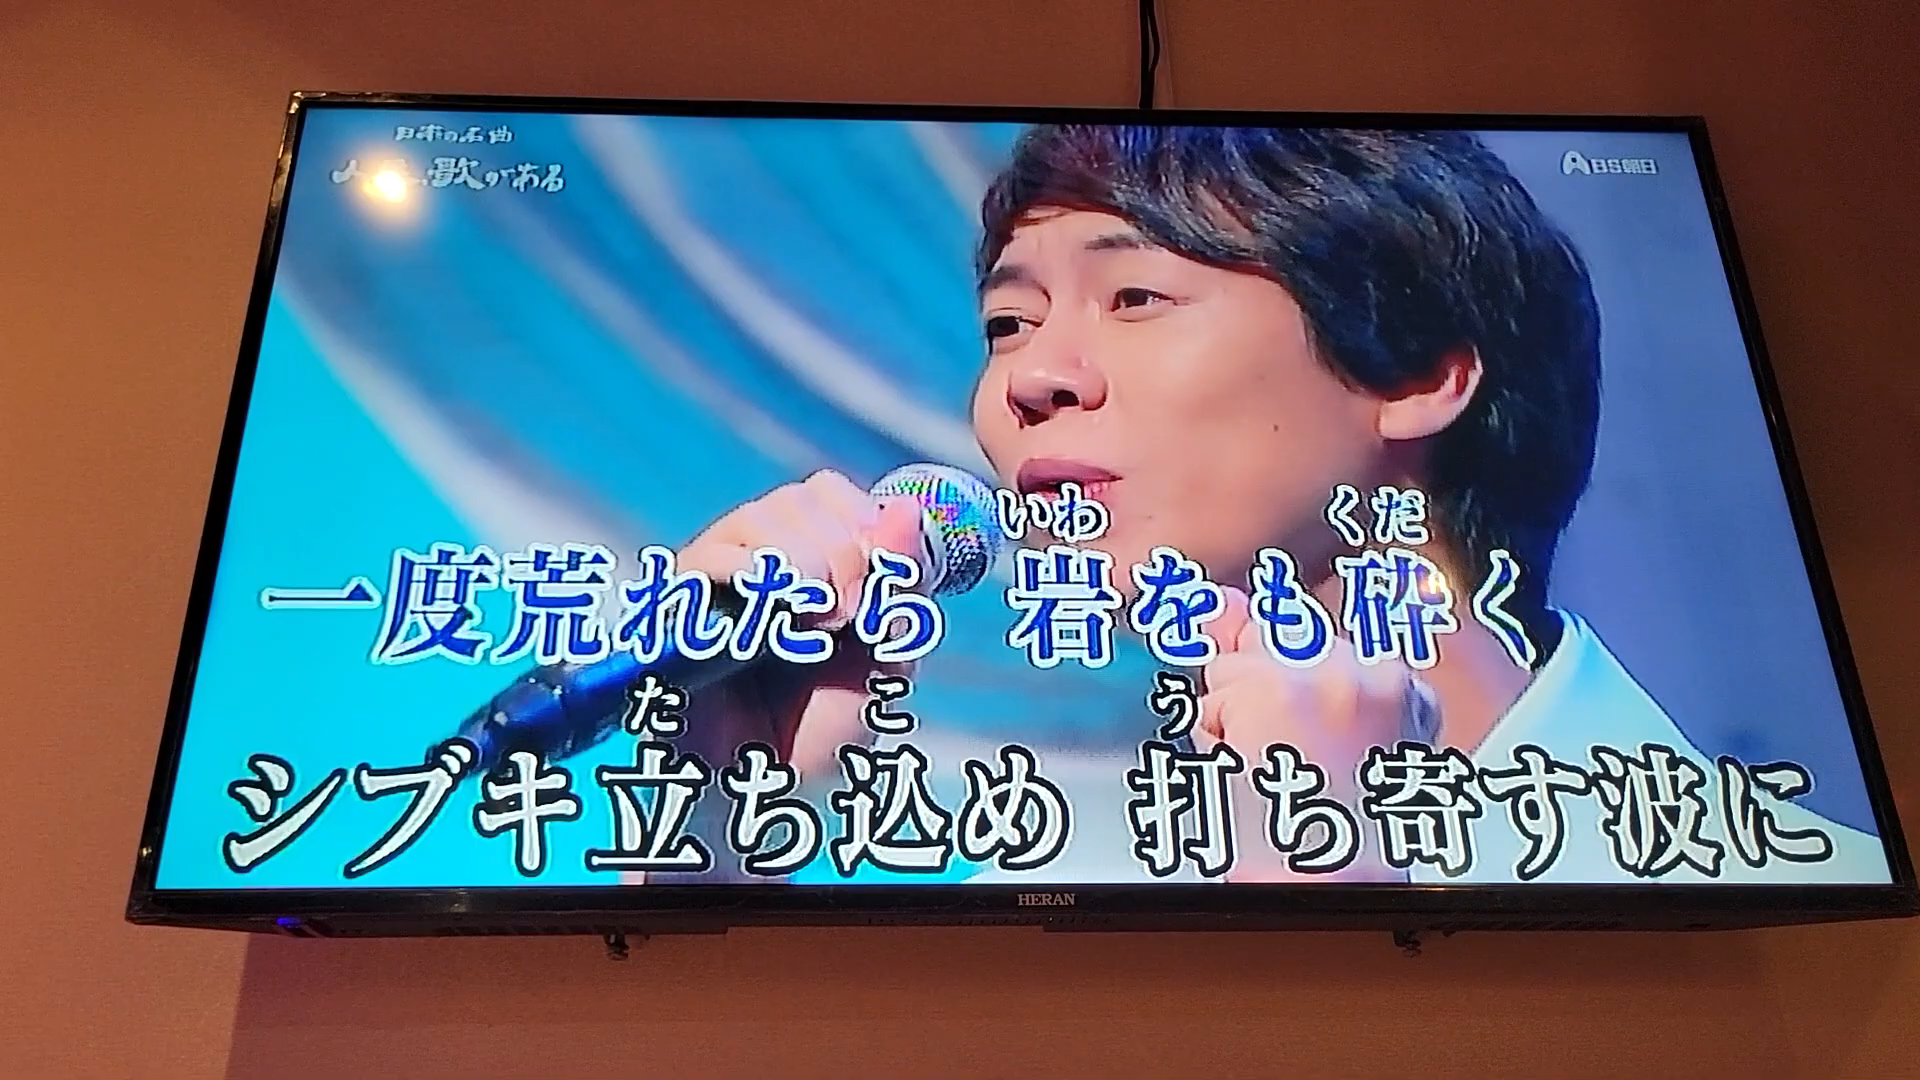 日本の名曲
人生、歌がある
BS朝日
いわ くだ
一度荒れたら 岩をも砕く
た こ う
シブキ立ち込め 打ち寄す波に
HERAN